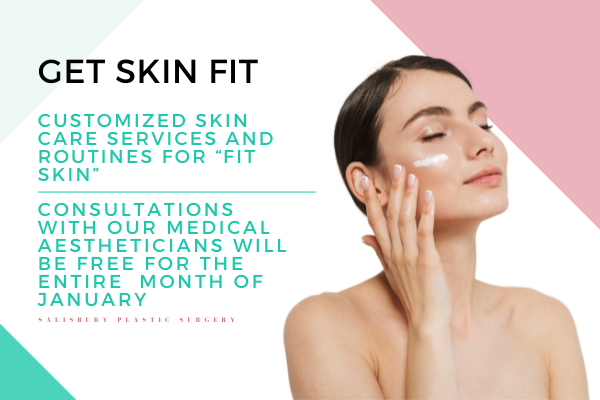 GET SKIN FIT
CUSTOMIZED SKIN
CARE SERVICES AND
ROUTINES FOR “FIT
SKIN”
CONSULTATIONS
WITH OUR MEDICAL
AESTHETICIANS WILL
BE FREE FOR THE
ENTIRE MONTH OF
JANUARY
SALISBURY PLASTIC SURGERY